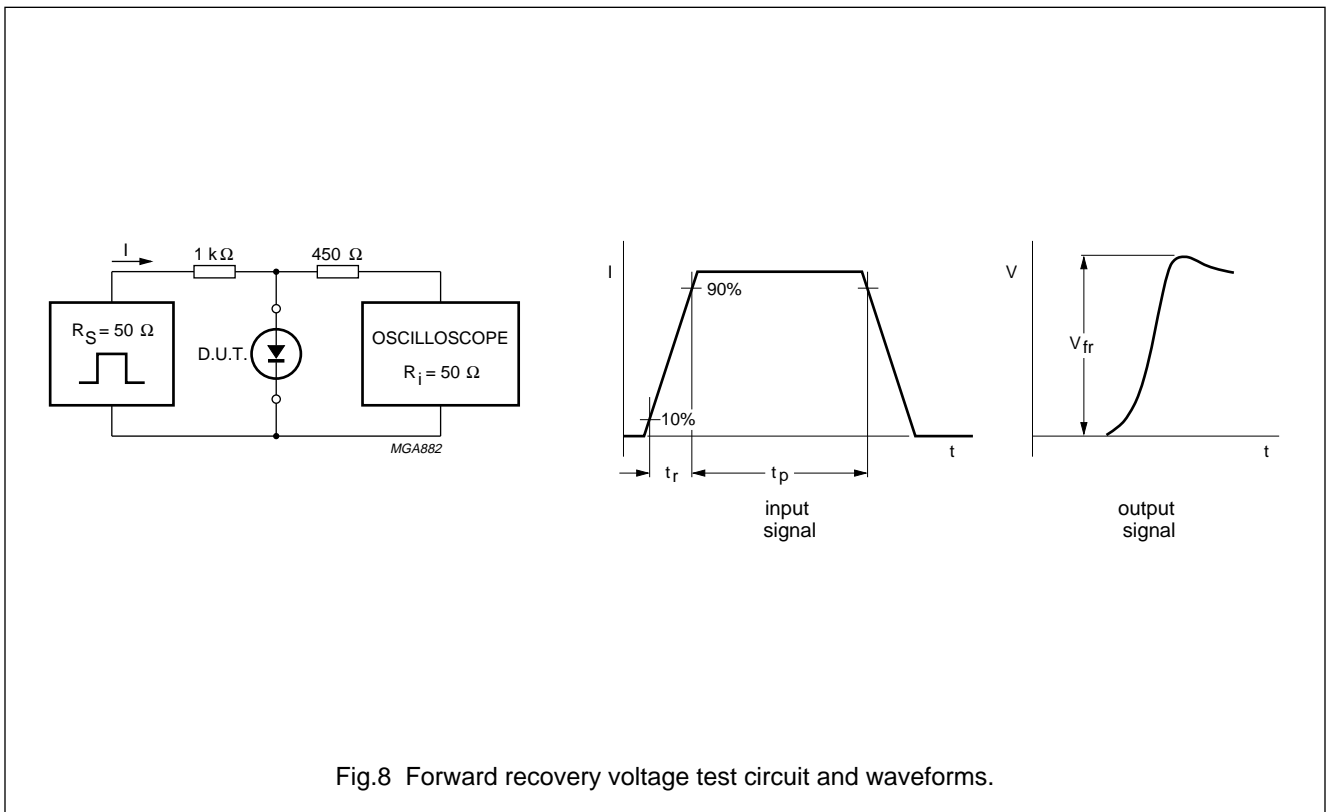 I
1 kΩ
450 Ω
R_S = 50 Ω
D.U.T.
OSCILLOSCOPE
R_i = 50 Ω
MGA882
I
90%
10%
t
t_r
t_p
input
signal
V
V_fr
t
output
signal
Fig.8 Forward recovery voltage test circuit and waveforms.